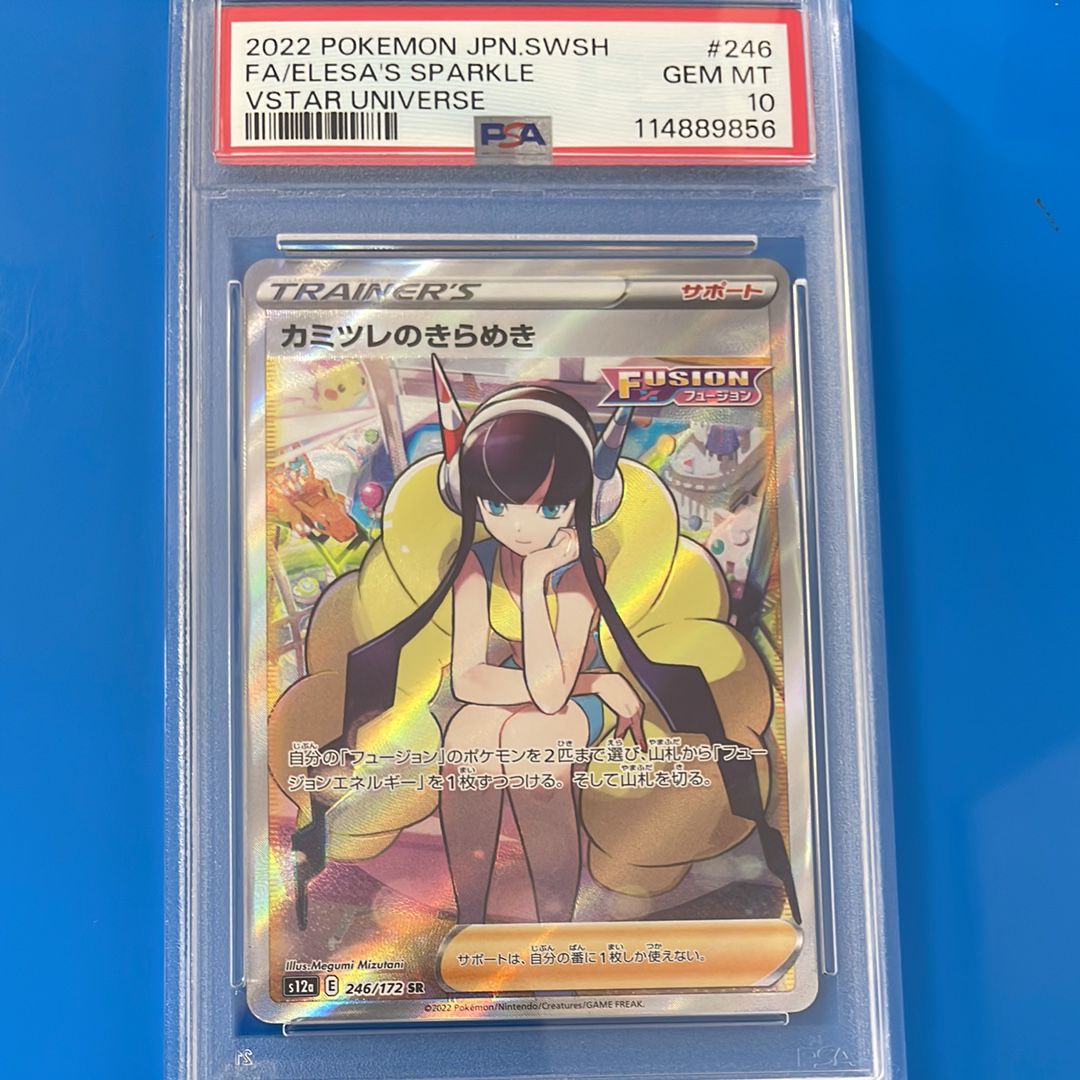 2022 POKEMON JPN.SWSH #246
FA/ELESA'S SPARKLE GEM MT
VSTAR UNIVERSE 10
PSA 114889856
TRAINER'S サポート
カミツレのきらめき
FUSION
フュージョン
自分の「フュージョン」のポケモンを2匹まで選び、山札から「フュー
ジョンエネルギー」を1枚ずつつける。そして山札を切る。
サポートは、自分の番に1枚しか使えない。
Illus.Megumi Mizutani
s12a E 246/172 SR
©2022 Pokémon/Nintendo/Creatures/GAME FREAK.
PSA